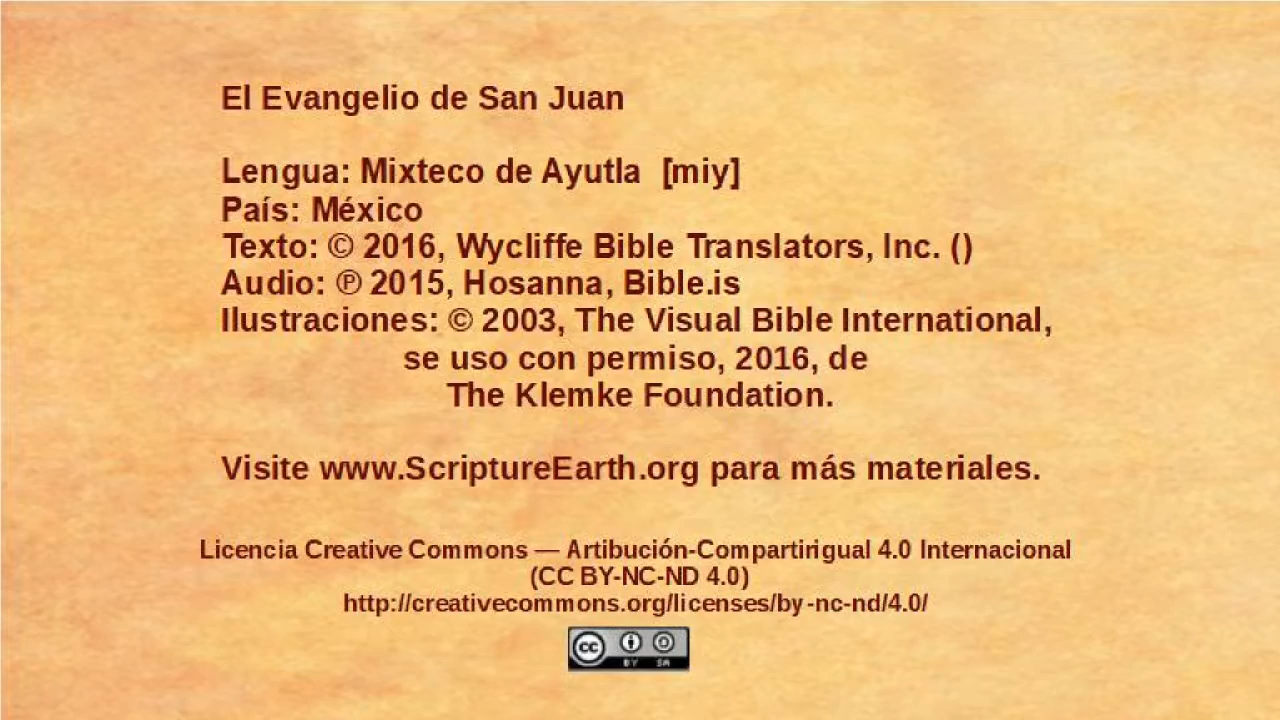 El Evangelio de San Juan
Lengua: Mixteco de Ayutla [miy]
País: México
Texto: © 2016, Wycliffe Bible Translators, Inc. ()
Audio: ℗ 2015, Hosanna, Bible.is
Ilustraciones: © 2003, The Visual Bible International,
se uso con permiso, 2016, de
The Klemke Foundation.
Visite www.ScriptureEarth.org para más materiales.
Licencia Creative Commons — Artibución-Compartirigual 4.0 Internacional
(CC BY-NC-ND 4.0)
http://creativecommons.org/licenses/by-nc-nd/4.0/
cc BY SA